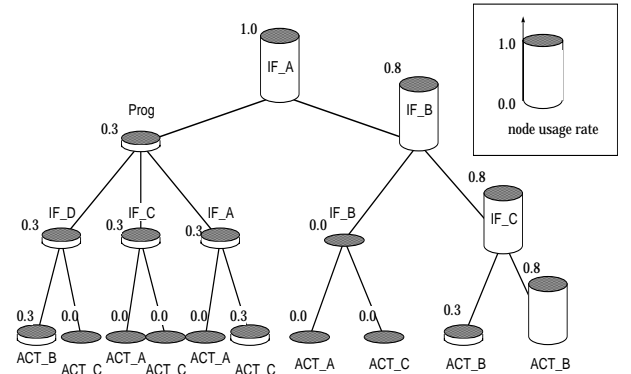 1.0
IF_A
1.0
0.0
node usage rate
0.8
IF_B
Prog
0.3
0.8
IF_C
IF_D
0.3
IF_C
0.3
IF_A
0.3
IF_B
0.0
0.3
0.0
0.0
0.0
0.0
0.3
0.0
0.0
0.3
0.8
ACT_B
ACT_C
ACT_A
ACT_C
ACT_A
ACT_C
ACT_A
ACT_C
ACT_B
ACT_B